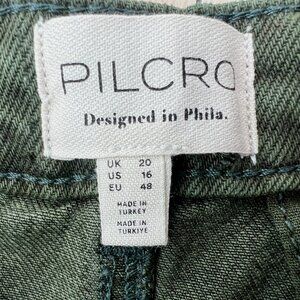 PILCRO
Designed in Phila.
UK 20
US 16
EU 48
MADE IN
TURKEY
MADE IN
TÜRKIYE